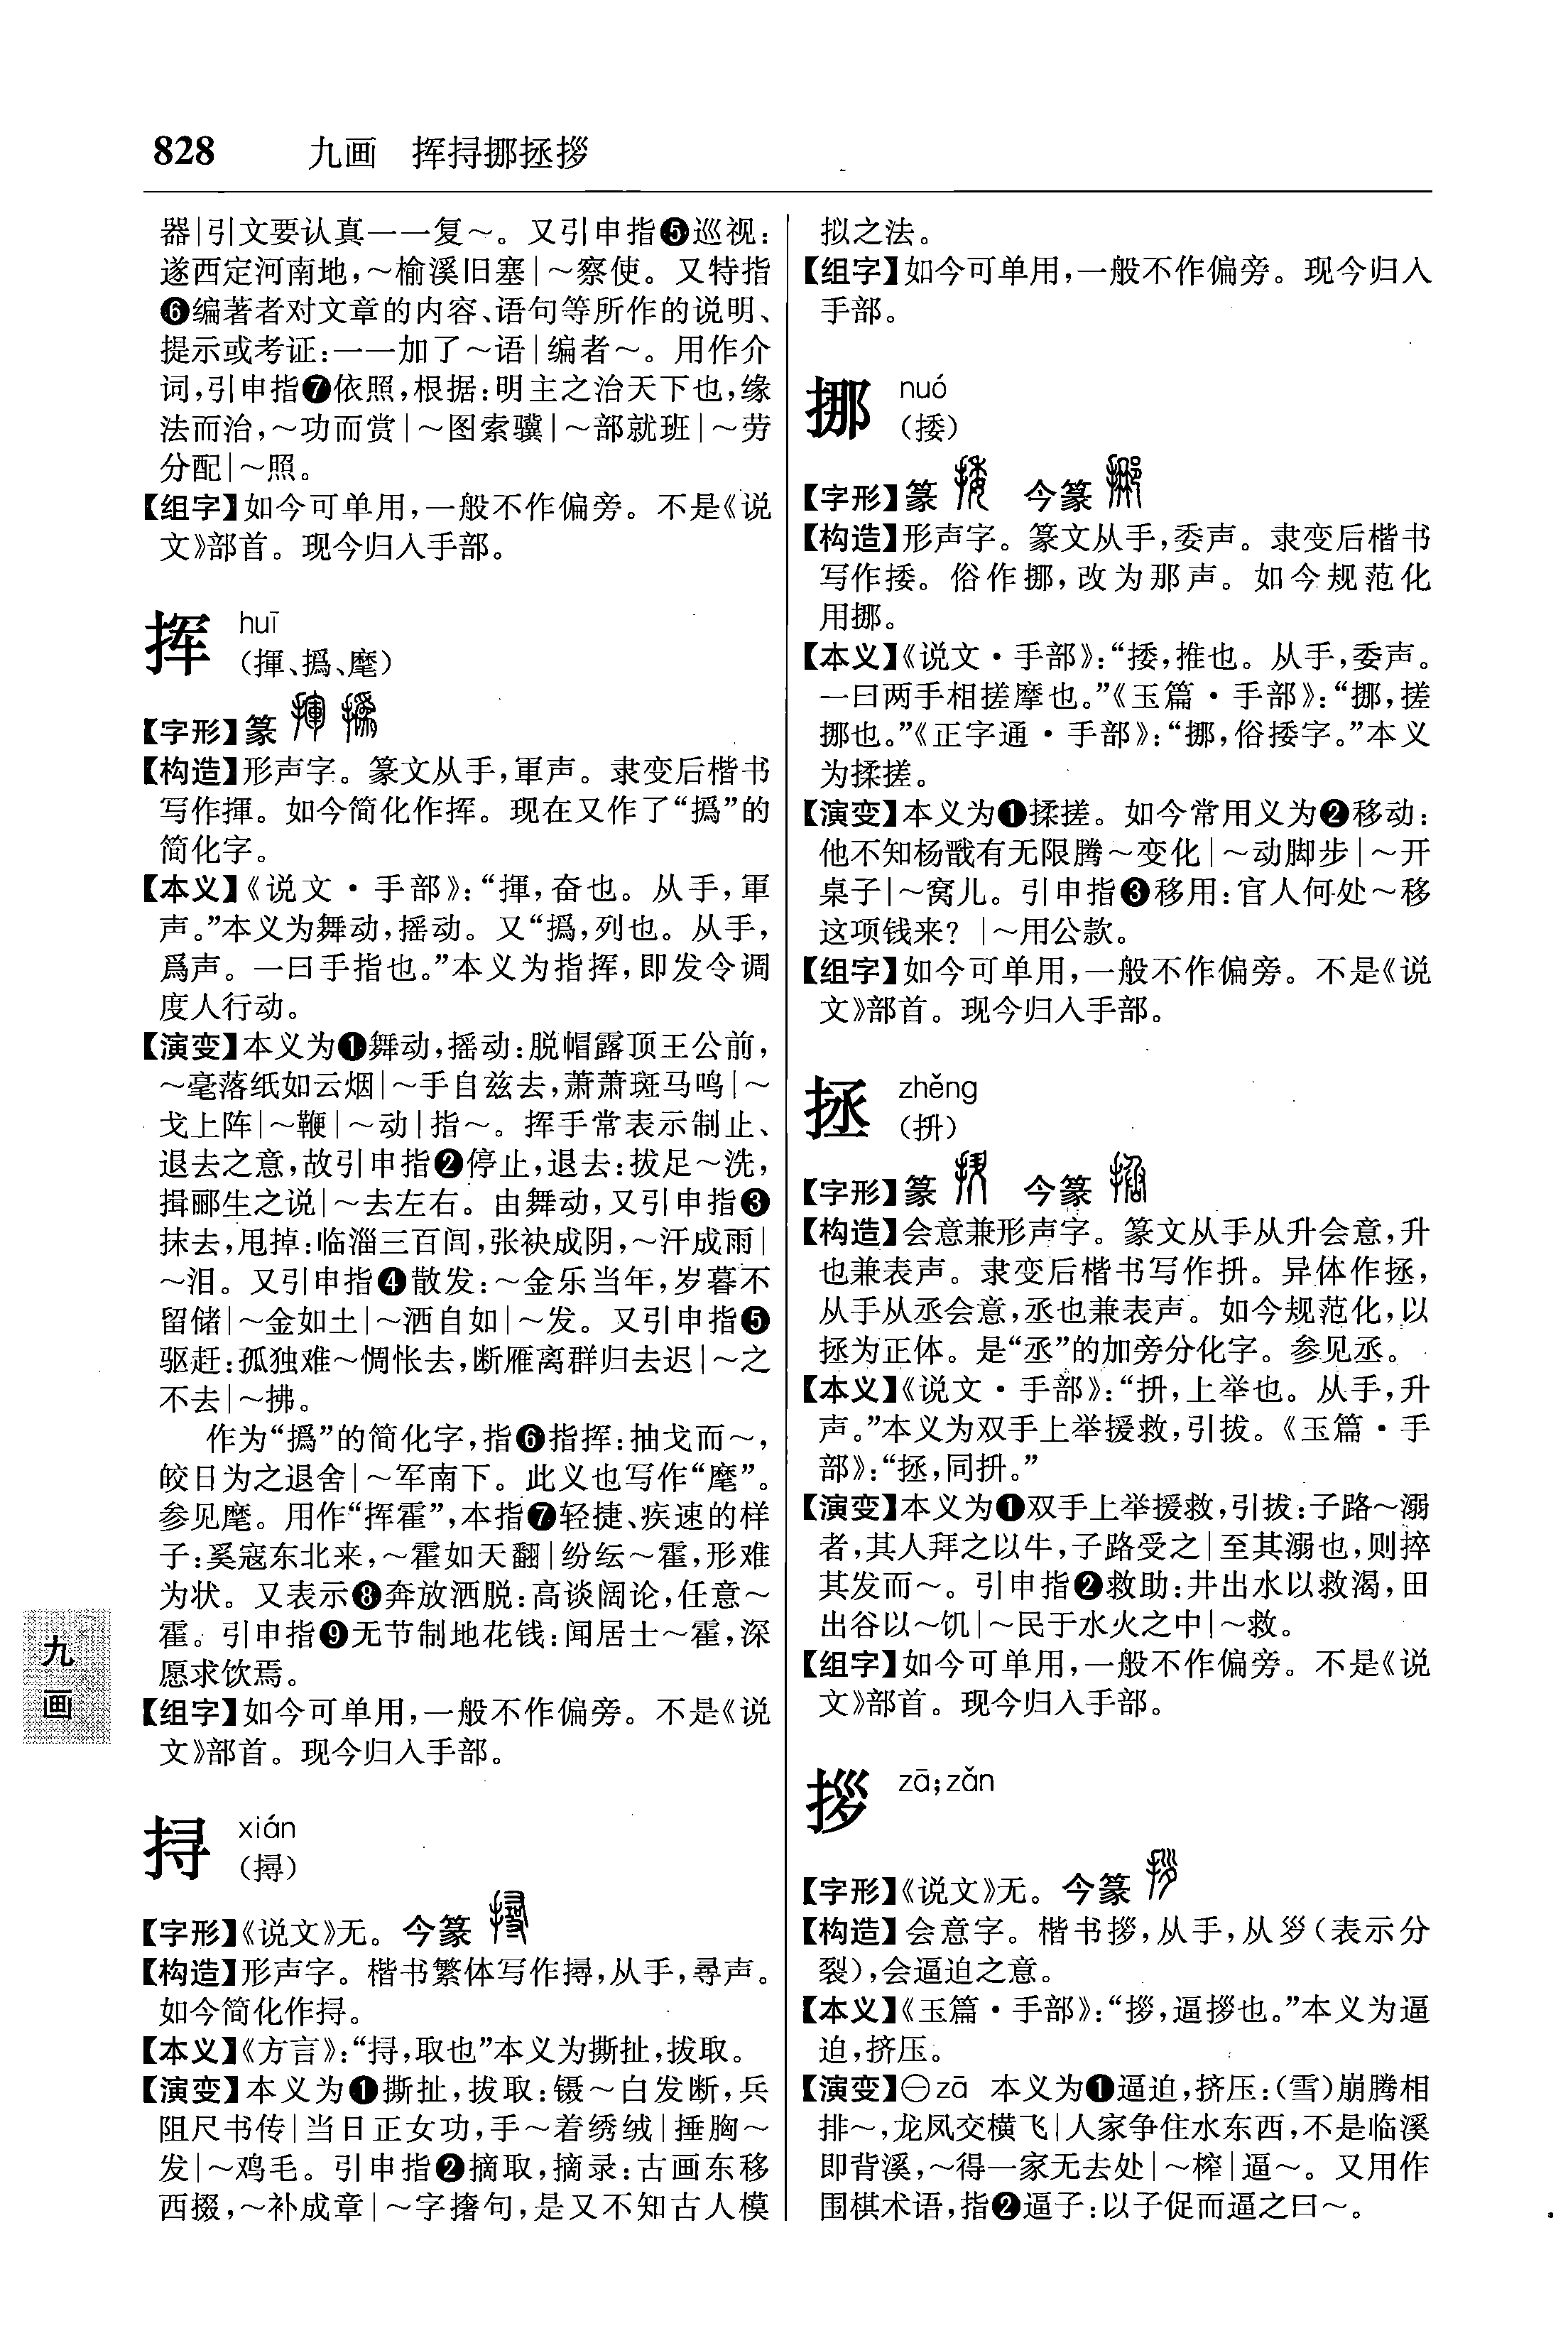 828 九画 挥挦挪拯拶
器|引文要认真一一复～。又引申指❺巡视:
遂西定河南地,～榆溪旧塞|～察使。又特指
❻编著者对文章的内容、语句等所作的说明、
提示或考证:一一加了～语|编者～。用作介
词,引申指❼依照,根据:明主之治天下也,缘
法而治,～功而赏|～图索骥|～部就班|～劳
分配|～照。
【组字】如今可单用,一般不作偏旁。不是《说
文》部首。现今归入手部。
挥 huī
(揮、撝、麾)
【字形】篆
【构造】形声字。篆文从手,軍声。隶变后楷书
写作揮。如今简化作挥。现在又作了“撝”的
简化字。
【本义】《说文·手部》:“揮,奋也。从手,軍
声。”本义为舞动,摇动。又“撝,列也。从手,
爲声。一曰手指也。”本义为指挥,即发令调
度人行动。
【演变】本义为❶舞动,摇动:脱帽露顶王公前,
～毫落纸如云烟|～手自兹去,萧萧斑马鸣|～
戈上阵|～鞭|～动|指～。挥手常表示制止、
退去之意,故引申指❷停止,退去:拔足～洗,
揖郦生之说|～去左右。由舞动,又引申指❸
抹去,甩掉:临淄三百闾,张袂成阴,～汗成雨|
～泪。又引申指❹散发:～金乐当年,岁暮不
留储|～金如土|～洒自如|～发。又引申指❺
驱赶:孤独难～惆怅去,断雁离群归去迟|～之
不去|～拂。
作为“撝”的简化字,指❻指挥:抽戈而～,
皎日为之退舍|～军南下。此义也写作“麾”。
参见麾。用作“挥霍”,本指❼轻捷、疾速的样
子:奚寇东北来,～霍如天翻|纷纭～霍,形难
为状。又表示❽奔放洒脱:高谈阔论,任意～
霍。引申指❾无节制地花钱:闻居士～霍,深
愿求饮焉。
【组字】如今可单用,一般不作偏旁。不是《说
文》部首。现今归入手部。
挦 xián
(撏)
【字形】《说文》无。今篆
【构造】形声字。楷书繁体写作撏,从手,尋声。
如今简化作挦。
【本义】《方言》:“挦,取也”本义为撕扯,拔取。
【演变】本义为❶撕扯,拔取:镊～白发断,兵
阻尺书传|当日正女功,手～着绣绒|捶胸～
发|～鸡毛。引申指❷摘取,摘录:古画东移
西掇,～补成章|～字撦句,是又不知古人模
拟之法。
【组字】如今可单用,一般不作偏旁。现今归入
手部。
挪 nuó
(捼)
【字形】篆 今篆
【构造】形声字。篆文从手,委声。隶变后楷书
写作捼。俗作挪,改为那声。如今规范化
用挪。
【本义】《说文·手部》:“捼,推也。从手,委声。
一曰两手相搓摩也。”《玉篇·手部》:“挪,搓
挪也。”《正字通·手部》:“挪,俗捼字。”本义
为揉搓。
【演变】本义为❶揉搓。如今常用义为❷移动:
他不知杨戬有无限腾～变化|～动脚步|～开
桌子|～窝儿。引申指❸移用:官人何处～移
这项钱来?|～用公款。
【组字】如今可单用,一般不作偏旁。不是《说
文》部首。现今归入手部。
拯 zhěng
(抍)
【字形】篆 今篆
【构造】会意兼形声字。篆文从手从升会意,升
也兼表声。隶变后楷书写作抍。异体作拯,
从手从丞会意,丞也兼表声。如今规范化,以
拯为正体。是“丞”的加旁分化字。参见丞。
【本义】《说文·手部》:“抍,上举也。从手,升
声。”本义为双手上举援救,引拔。《玉篇·手
部》:“拯,同抍。”
【演变】本义为❶双手上举援救,引拔:子路～溺
者,其人拜之以牛,子路受之|至其溺也,则捽
其发而～。引申指❷救助:井出水以救渴,田
出谷以～饥|～民于水火之中|～救。
【组字】如今可单用,一般不作偏旁。不是《说
文》部首。现今归入手部。
拶 zā;zǎn
【字形】《说文》无。今篆
【构造】会意字。楷书拶,从手,从歹(表示分
裂),会逼迫之意。
【本义】《玉篇·手部》:“拶,逼拶也。”本义为逼
迫,挤压。
【演变】㊀zā 本义为❶逼迫,挤压:(雪)崩腾相
排～,龙凤交横飞|人家争住水东西,不是临溪
即背溪,～得一家无去处|～榨|逼～。又用作
围棋术语,指❷逼子:以子促而逼之曰～。
九
画